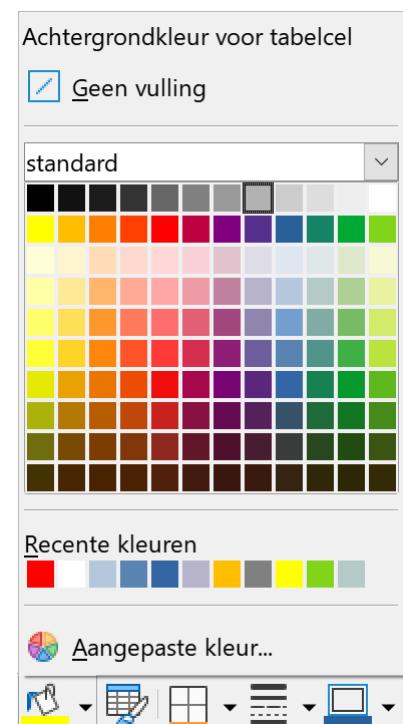 Achtergrondkleur voor tabelcel
Geen vulling
standard
Recente kleuren
Aangepaste kleur...